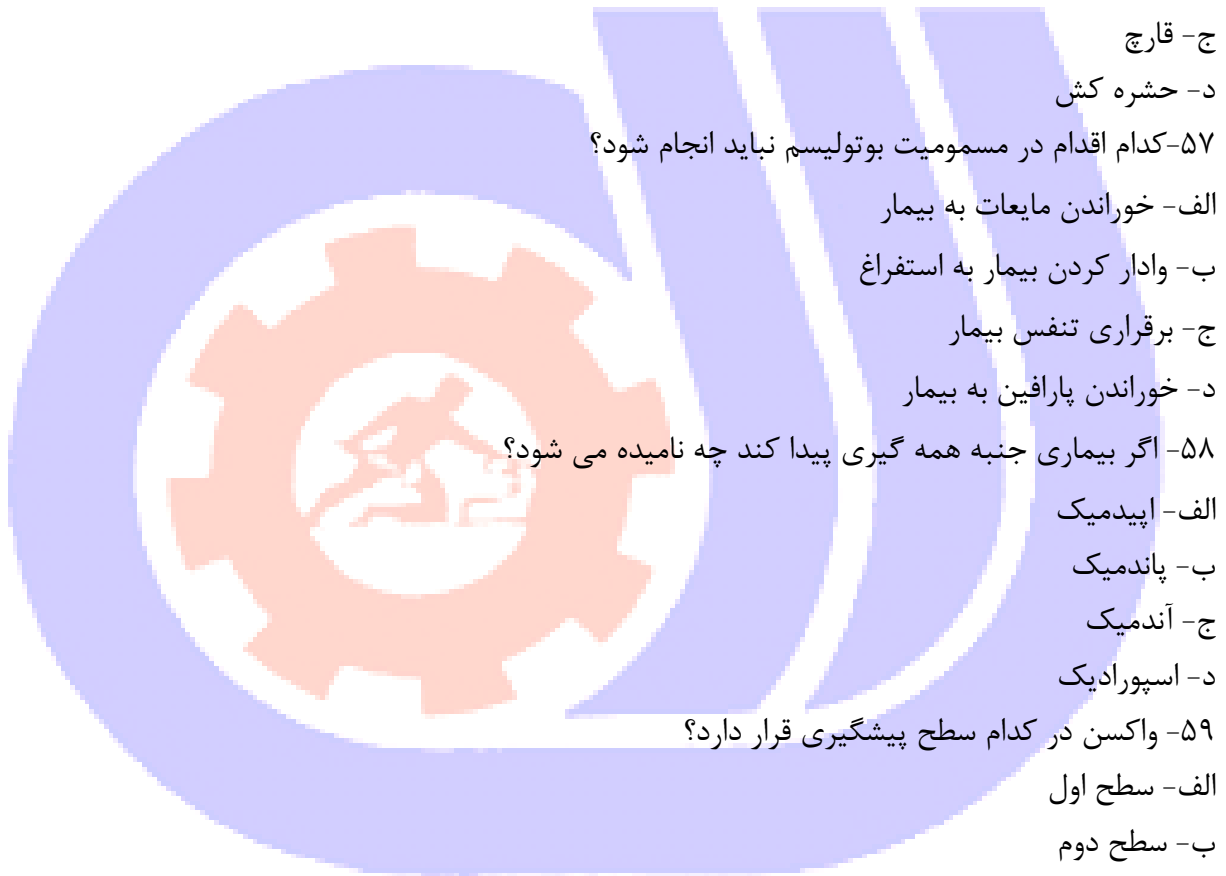 ج- قارچ
د- حشره کش
۵۷-کدام اقدام در مسمومیت بوتولیسم نباید انجام شود؟
الف- خوراندن مایعات به بیمار
ب- وادار کردن بیمار به استفراغ
ج- برقراری تنفس بیمار
د- خوراندن پارافین به بیمار
۵۸- اگر بیماری جنبه همه گیری پیدا کند چه نامیده می شود؟
الف- اپیدمیک
ب- پاندمیک
ج- آندمیک
د- اسپورادیک
۵۹- واکسن در کدام سطح پیشگیری قرار دارد؟
الف- سطح اول
ب- سطح دوم